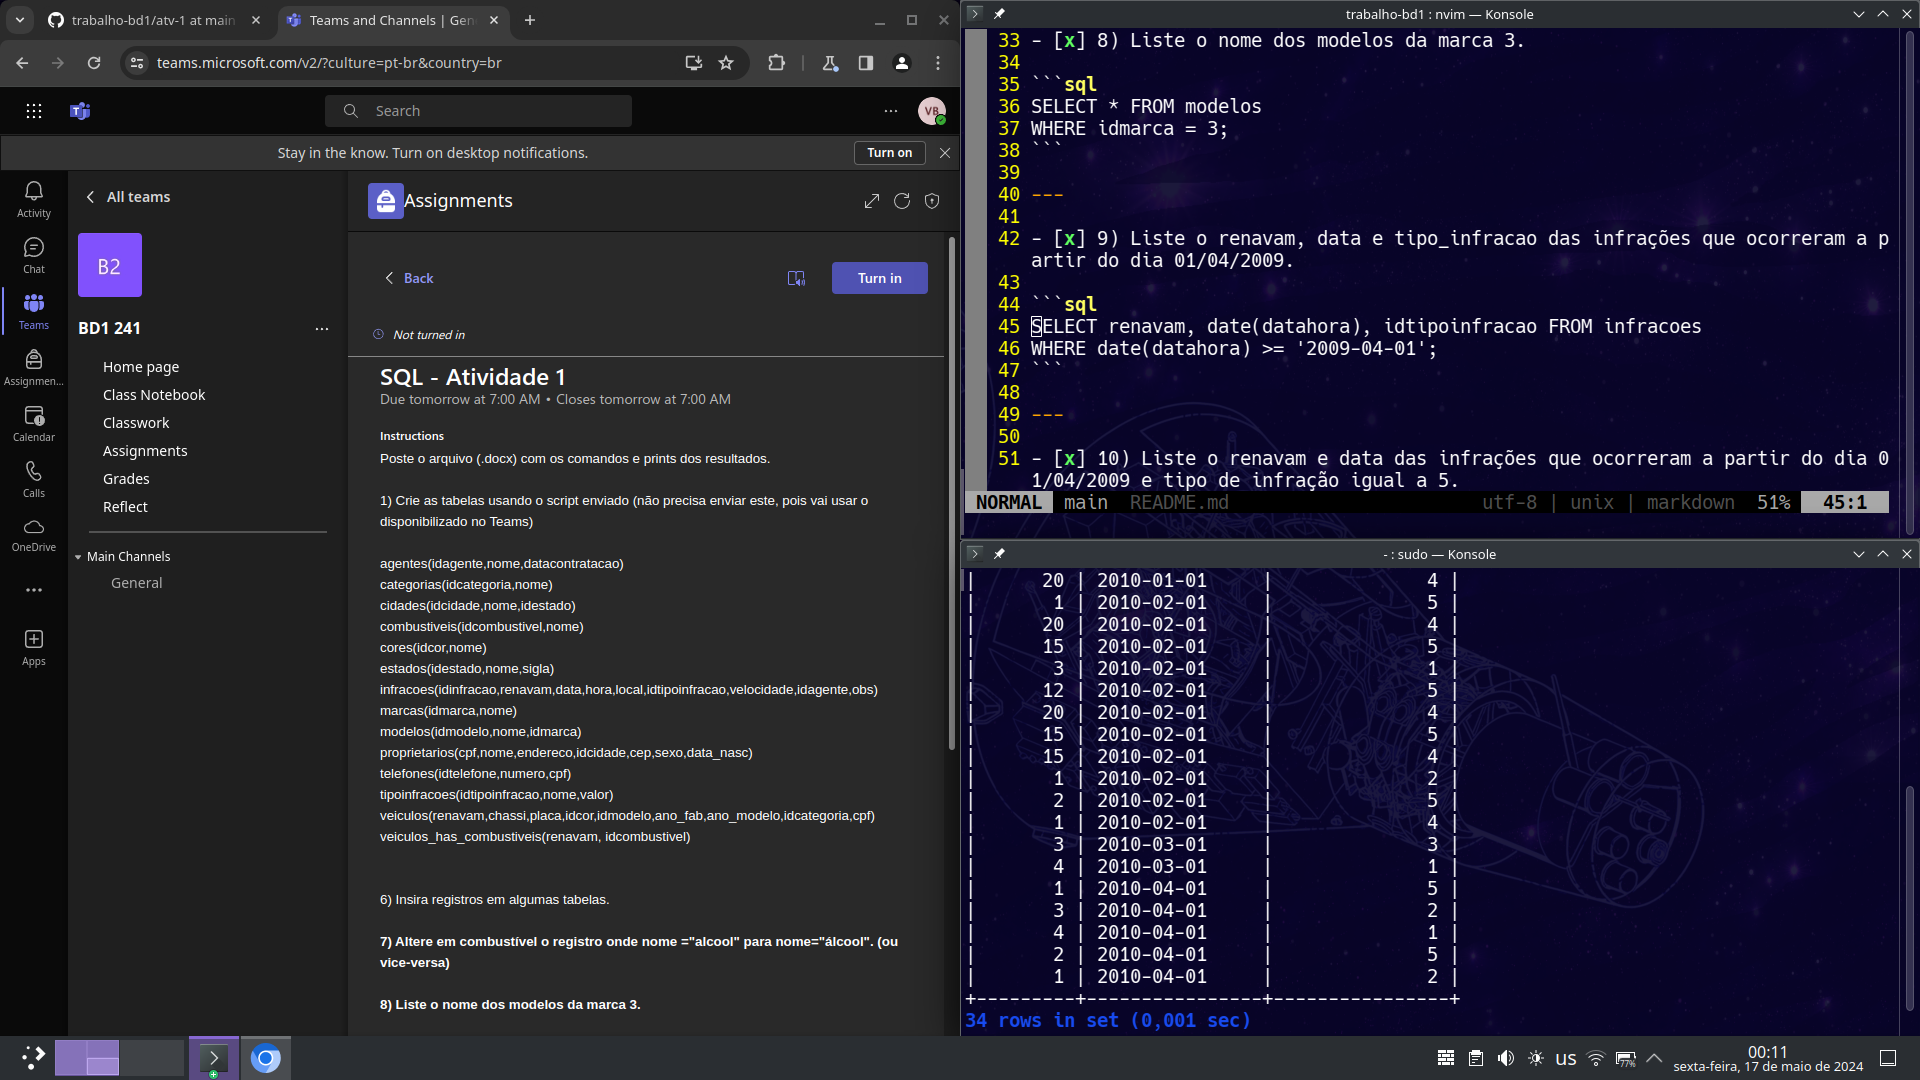 trabalho-bd1/atv-1 at main
Teams and Channels | Gen
teams.microsoft.com/v2/?culture=pt-br&country=br
Search
VB
Stay in the know. Turn on desktop notifications.
Turn on
Activity
Chat
Teams
Assignmen...
Calendar
Calls
OneDrive
Apps
All teams
B2
BD1 241
Home page
Class Notebook
Classwork
Assignments
Grades
Reflect
Main Channels
General
Assignments
Back
Turn in
Not turned in
SQL - Atividade 1
Due tomorrow at 7:00 AM • Closes tomorrow at 7:00 AM
Instructions
Poste o arquivo (.docx) com os comandos e prints dos resultados.
1) Crie as tabelas usando o script enviado (não precisa enviar este, pois vai usar o
disponibilizado no Teams)
agentes(idagente,nome,datacontratacao)
categorias(idcategoria,nome)
cidades(idcidade,nome,idestado)
combustiveis(idcombustivel,nome)
cores(idcor,nome)
estados(idestado,nome,sigla)
infracoes(idinfracao,renavam,data,hora,local,idtipoinfracao,velocidade,idagente,obs)
marcas(idmarca,nome)
modelos(idmodelo,nome,idmarca)
proprietarios(cpf,nome,endereco,idcidade,cep,sexo,data_nasc)
telefones(idtelefone,numero,cpf)
tipoinfracoes(idtipoinfracao,nome,valor)
veiculos(renavam,chassi,placa,idcor,idmodelo,ano_fab,ano_modelo,idcategoria,cpf)
veiculos_has_combustiveis(renavam, idcombustivel)
6) Insira registros em algumas tabelas.
7) Altere em combustível o registro onde nome ="alcool" para nome="álcool". (ou
vice-versa)
8) Liste o nome dos modelos da marca 3.
trabalho-bd1 : nvim — Konsole
33 - [x] 8) Liste o nome dos modelos da marca 3.
34
35 ```sql
36 SELECT * FROM modelos
37 WHERE idmarca = 3;
38 ```
39
40 ---
41
42 - [x] 9) Liste o renavam, data e tipo_infracao das infrações que ocorreram a p
artir do dia 01/04/2009.
43
44 ```sql
45 SELECT renavam, date(datahora), idtipoinfracao FROM infracoes
46 WHERE date(datahora) >= '2009-04-01';
47 ```
48
49 ---
50
51 - [x] 10) Liste o renavam e data das infrações que ocorreram a partir do dia 0
1/04/2009 e tipo de infração igual a 5.
NORMAL main README.md utf-8 | unix | markdown 51% 45:1
- : sudo — Konsole
| 20 | 2010-01-01 | 4 |
| 1 | 2010-02-01 | 5 |
| 20 | 2010-02-01 | 4 |
| 15 | 2010-02-01 | 5 |
| 3 | 2010-02-01 | 1 |
| 12 | 2010-02-01 | 5 |
| 20 | 2010-02-01 | 4 |
| 15 | 2010-02-01 | 5 |
| 15 | 2010-02-01 | 4 |
| 1 | 2010-02-01 | 2 |
| 2 | 2010-02-01 | 5 |
| 1 | 2010-02-01 | 4 |
| 3 | 2010-03-01 | 3 |
| 4 | 2010-03-01 | 1 |
| 1 | 2010-04-01 | 5 |
| 3 | 2010-04-01 | 2 |
| 4 | 2010-04-01 | 1 |
| 2 | 2010-04-01 | 5 |
| 1 | 2010-04-01 | 2 |
+---------+----------------+----------------+
34 rows in set (0,001 sec)
us
77%
00:11
sexta-feira, 17 de maio de 2024